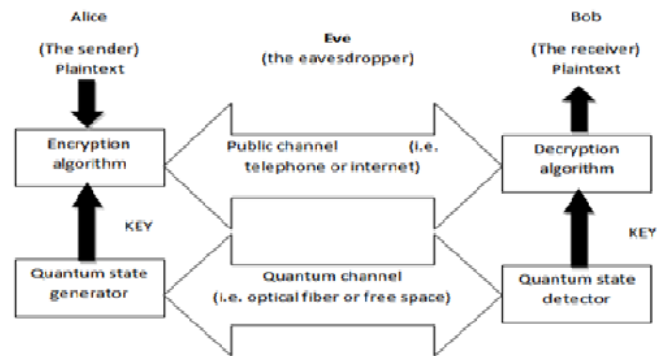 Alice
(The sender)
Plaintext
Eve
(the eavesdropper)
Bob
(The receiver)
Plaintext
Encryption
algorithm
Public channel (i.e.
telephone or internet)
Decryption
algorithm
KEY
KEY
Quantum state
generator
Quantum channel
(i.e. optical fiber or free space)
Quantum state
detector